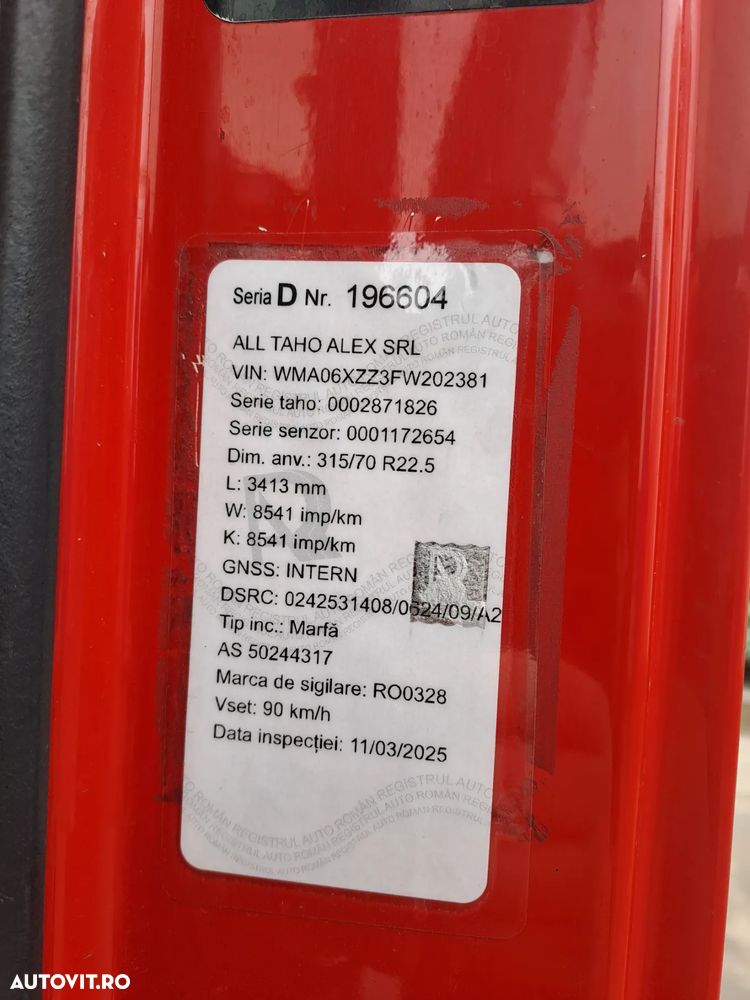 Seria D Nr. 196604
ALL TAHO ALEX SRL
VIN: WMA06XZZ3FW202381
Serie taho: 0002871826
Serie senzor: 0001172654
Dim. anv.: 315/70 R22.5
L: 3413 mm
W: 8541 imp/km
K: 8541 imp/km
GNSS: INTERN
DSRC: 0242531408/0624/09/A2
Tip inc.: Marfă
AS 50244317
Marca de sigilare: RO0328
Vset: 90 km/h
Data inspecției: 11/03/2025
AUTOVIT.RO